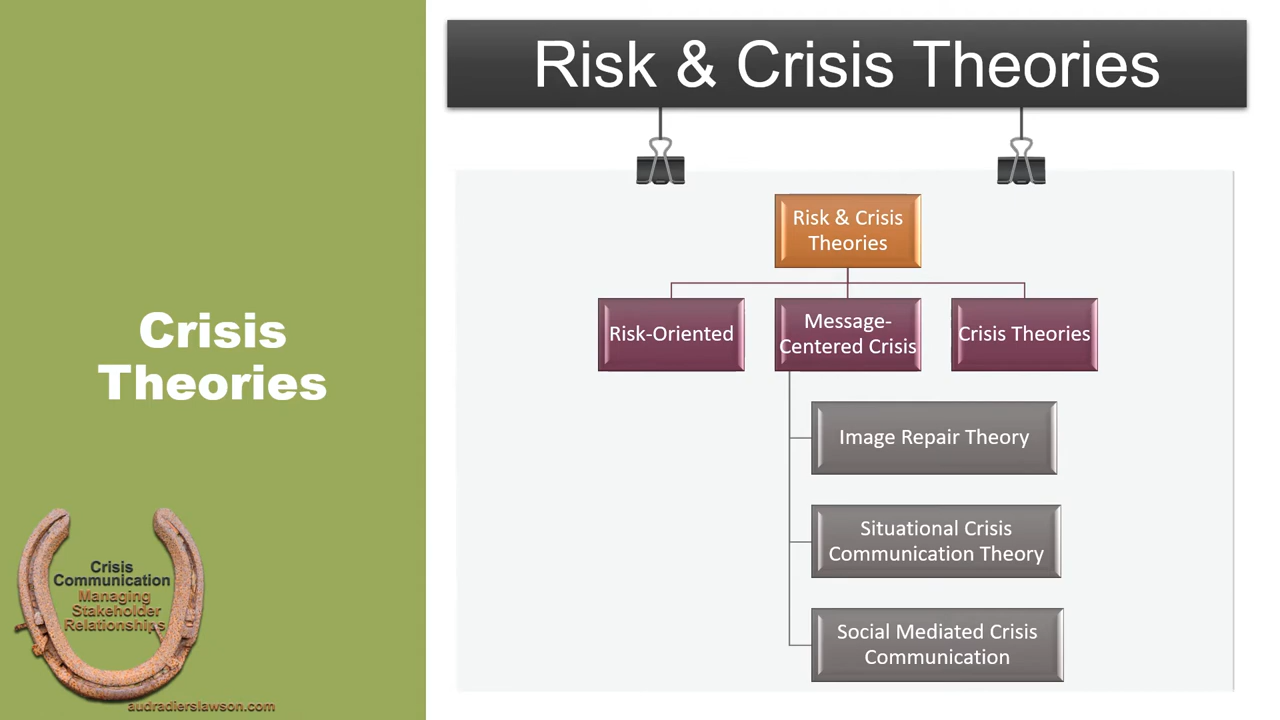 Risk & Crisis Theories
Crisis
Theories
Risk & Crisis
Theories
Risk-Oriented
Message-
Centered Crisis
Crisis Theories
Image Repair Theory
Situational Crisis
Communication Theory
Social Mediated Crisis
Communication
Crisis
Communication
Managing
Stakeholder
Relationships
audradierslawson.com